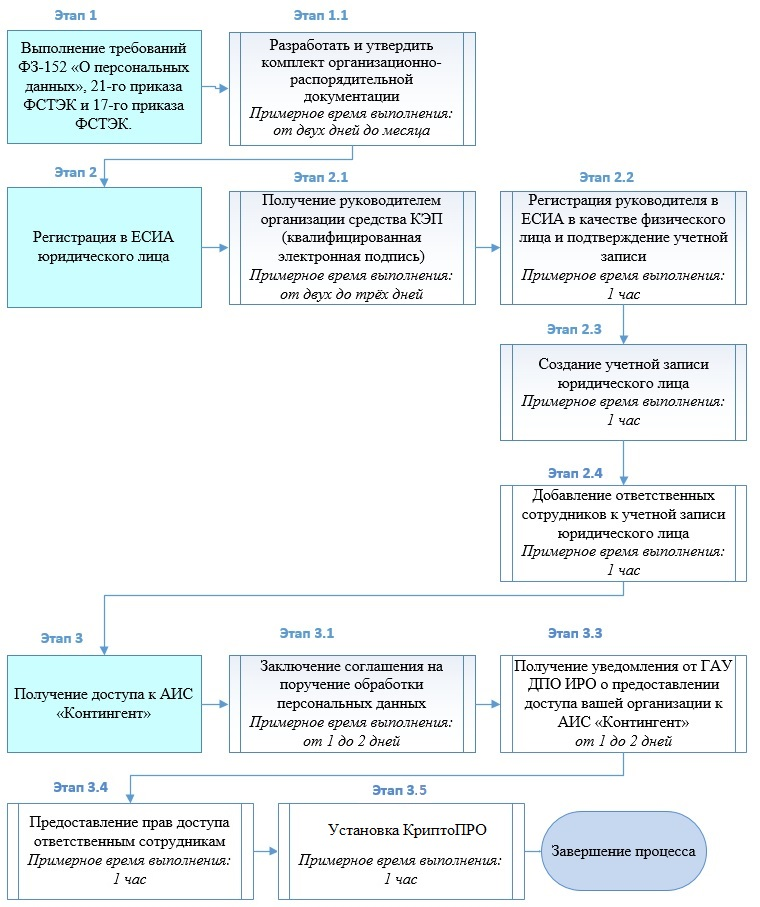 Этап 1
Выполнение требований
ФЗ-152 «О персональных
данных», 21-го приказа
ФСТЭК и 17-го приказа
ФСТЭК.
Этап 1.1
Разработать и утвердить
комплект организационно-
распорядительной
документации
Примерное время выполнения:
от двух дней до месяца
Этап 2
Регистрация в ЕСИА
юридического лица
Этап 2.1
Получение руководителем
организации средства КЭП
(квалифицированная
электронная подпись)
Примерное время выполнения:
от двух до трёх дней
Этап 2.2
Регистрация руководителя в
ЕСИА в качестве физического
лица и подтверждение учетной
записи
Примерное время выполнения:
1 час
Этап 2.3
Создание учетной записи
юридического лица
Примерное время выполнения:
1 час
Этап 2.4
Добавление ответственных
сотрудников к учетной записи
юридического лица
Примерное время выполнения:
1 час
Этап 3
Получение доступа к АИС
«Контингент»
Этап 3.1
Заключение соглашения на
поручение обработки
персональных данных
Примерное время выполнения:
от 1 до 2 дней
Этап 3.3
Получение уведомления от ГАУ
ДПО ИРО о предоставлении
доступа вашей организации к
АИС «Контингент»
от 1 до 2 дней
Этап 3.4
Предоставление прав доступа
ответственным сотрудникам
Примерное время выполнения:
1 час
Этап 3.5
Установка КриптоПРО
Примерное время выполнения:
1 час
Завершение процесса